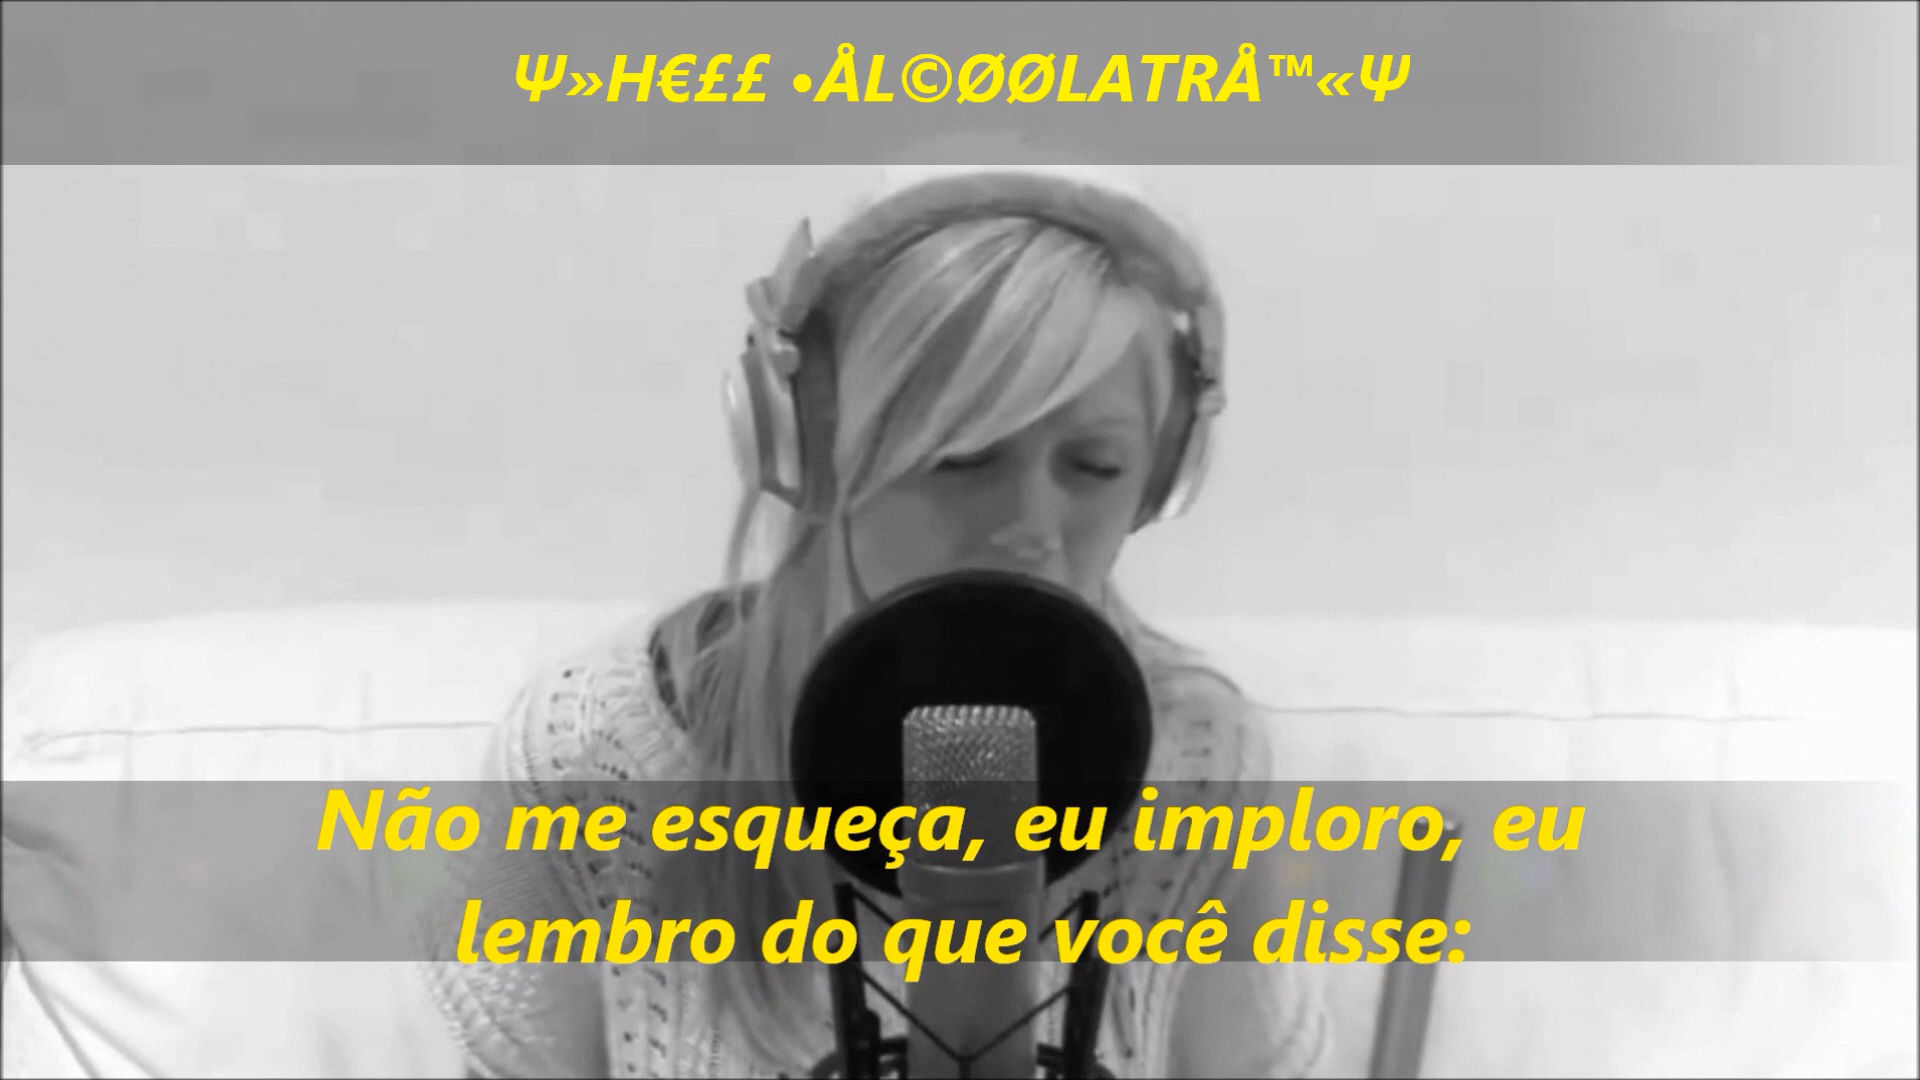 Ψ»H€££ •ÅL©ØØLATRÅ™«Ψ
Não me esqueça, eu imploro, eu
lembro do que você disse: